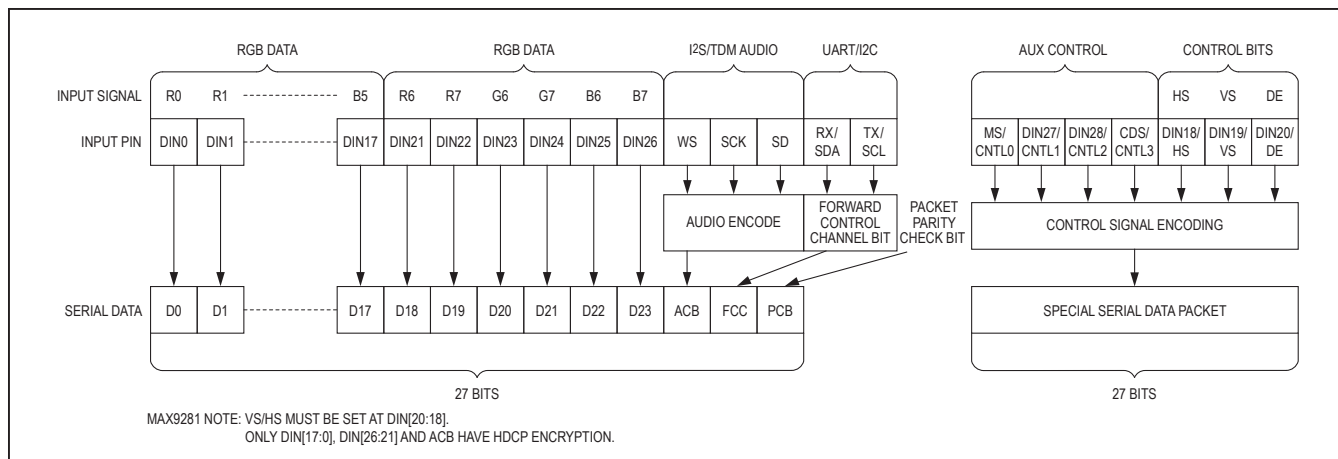 RGB DATA RGB DATA I²S/TDM AUDIO UART/I2C AUX CONTROL CONTROL BITS
INPUT SIGNAL R0 R1 B5 R6 R7 G6 G7 B6 B7 HS VS DE
INPUT PIN DIN0 DIN1 DIN17 DIN21 DIN22 DIN23 DIN24 DIN25 DIN26 WS SCK SD RX/ TX/ MS/ DIN27/ DIN28/ CDS/ DIN18/ DIN19/ DIN20/
SDA SCL CNTL0 CNTL1 CNTL2 CNTL3 HS VS DE
AUDIO ENCODE
FORWARD
CONTROL
CHANNEL BIT
PACKET
PARITY
CHECK BIT
CONTROL SIGNAL ENCODING
SERIAL DATA D0 D1 D17 D18 D19 D20 D21 D22 D23 ACB FCC PCB SPECIAL SERIAL DATA PACKET
27 BITS 27 BITS
MAX9281 NOTE: VS/HS MUST BE SET AT DIN[20:18].
ONLY DIN[17:0], DIN[26:21] AND ACB HAVE HDCP ENCRYPTION.